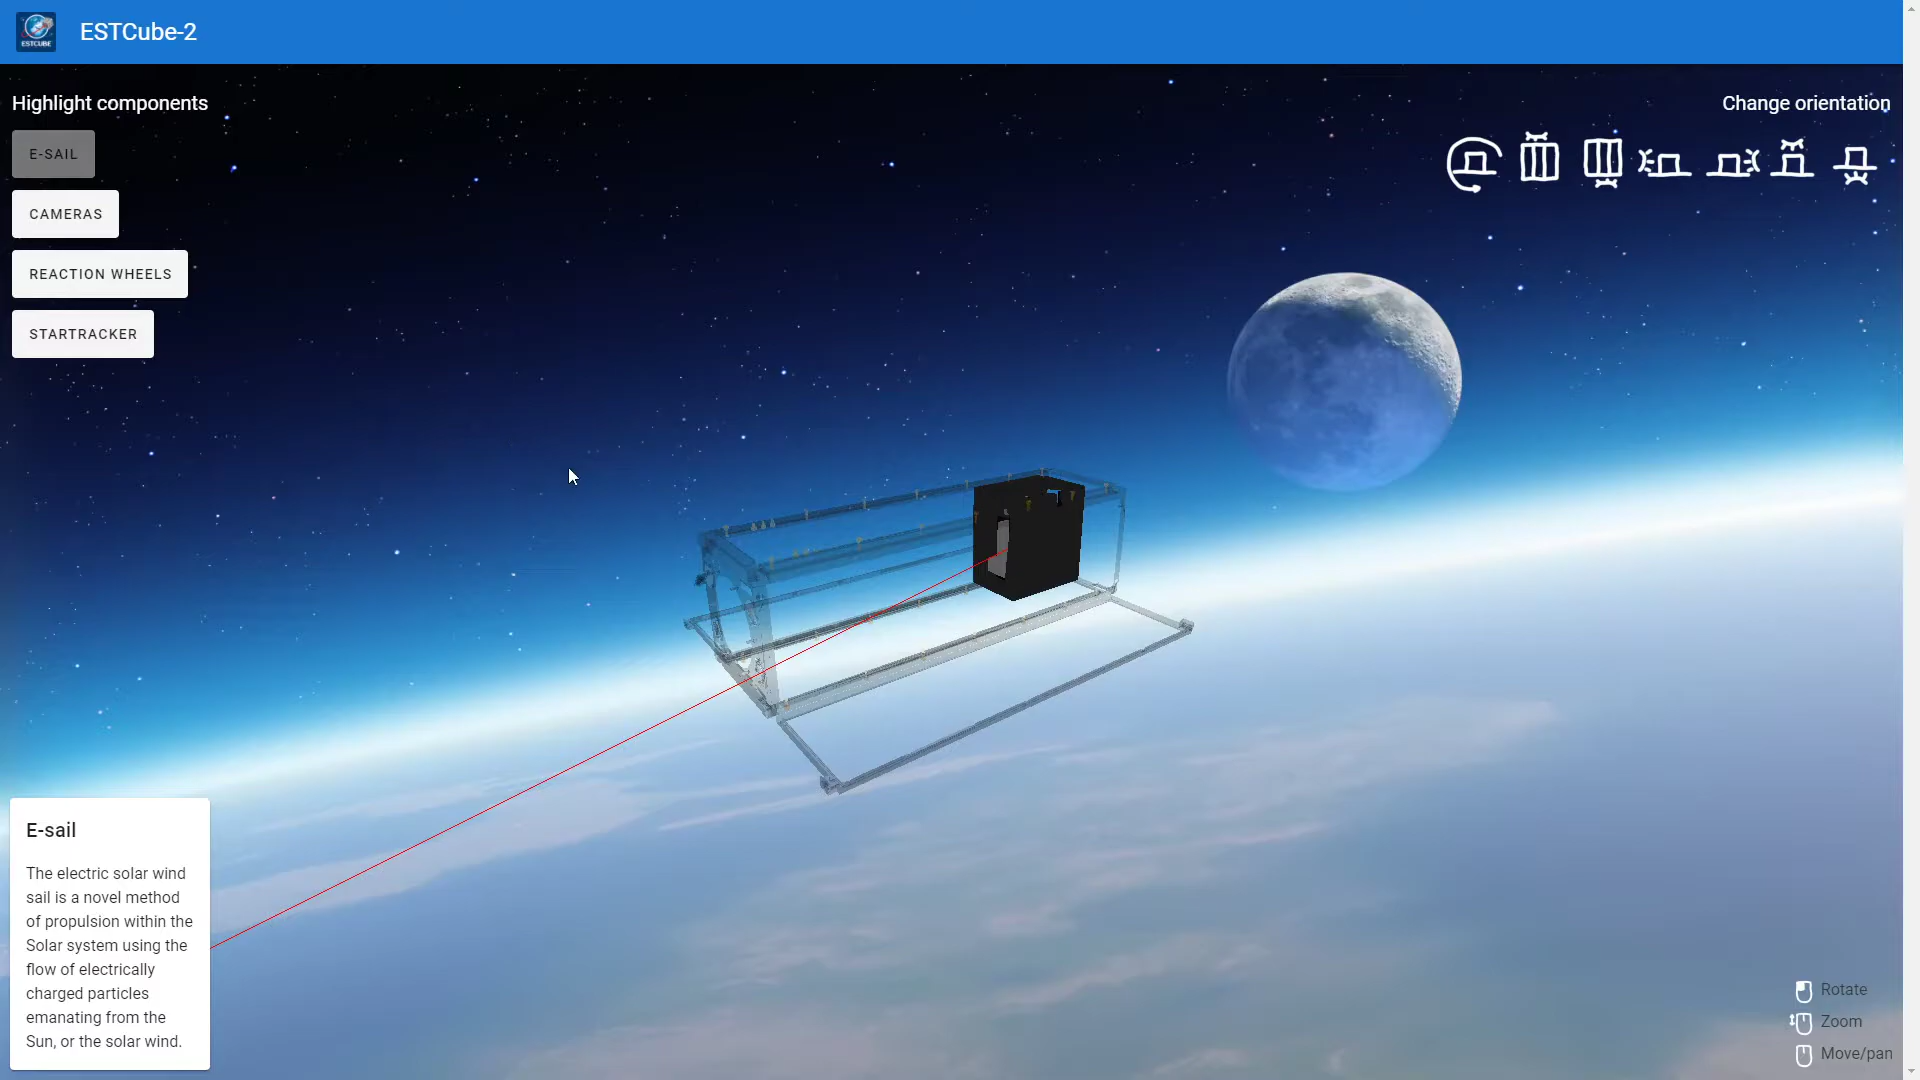 ESTCUBE
ESTCube-2
Highlight components
Change orientation
E-SAIL
CAMERAS
REACTION WHEELS
STARTRACKER
E-sail
The electric solar wind
sail is a novel method
of propulsion within the
Solar system using the
flow of electrically
charged particles
emanating from the
Sun, or the solar wind.
Rotate
Zoom
Move/pan